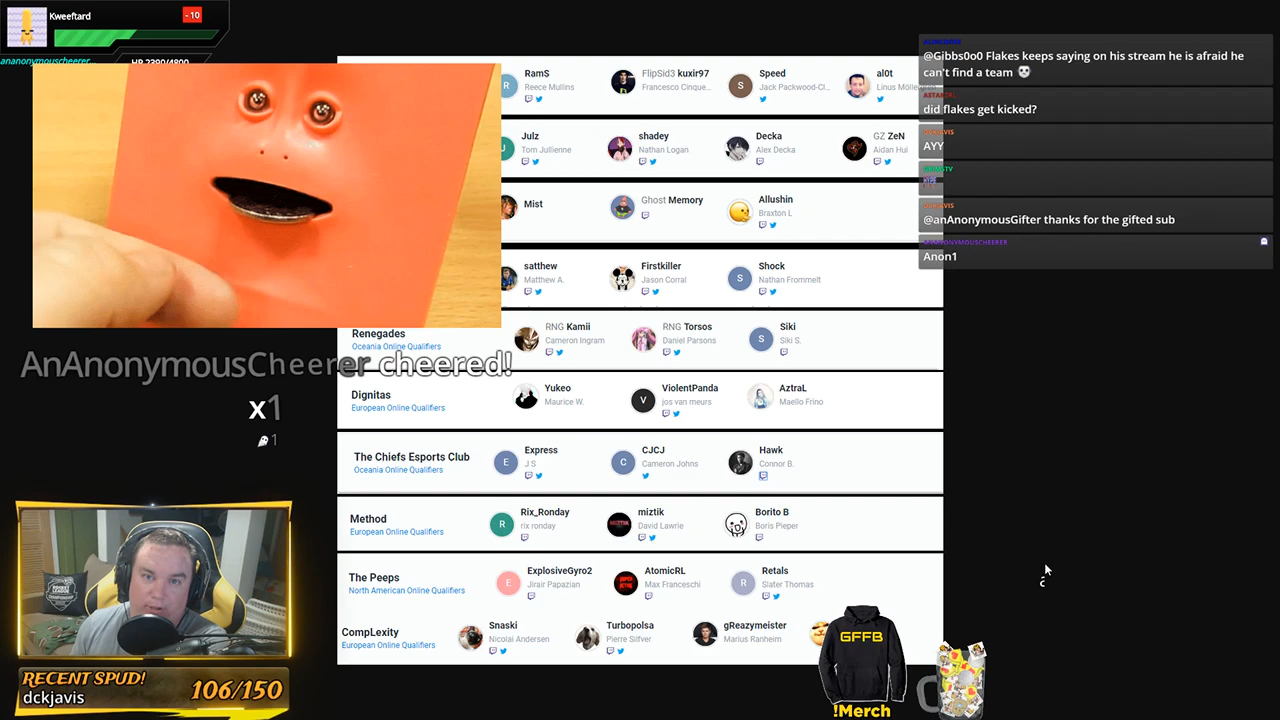 Kweeftard
- 10
ananonymouscheerer...
HP 2390/4800
RamS
Reece Mullins
FlipSid3 kuxir97
Francesco Cinque...
Speed
Jack Packwood-Cl...
al0t
Julz
Tom Jullienne
shadey
Nathan Logan
Decka
Alex Decka
GZ ZeN
Aidan Hui
Mist
Ghost Memory
Allushin
Braxton L
satthew
Matthew A.
Firstkiller
Jason Corral
S
Shock
Nathan Frommelt
Renegades
Oceania Online Qualifiers
RNG Kamii
Cameron Ingram
RNG Torsos
Daniel Parsons
S
Siki
Siki S.
Dignitas
European Online Qualifiers
Yukeo
Maurice W.
V
ViolentPanda
jos van meurs
AztraL
Maello Frino
The Chiefs Esports Club
Oceania Online Qualifiers
E
Express
J S
C
CJCJ
Cameron Johns
Hawk
Connor B.
Method
European Online Qualifiers
R
Rix_Ronday
rix ronday
miztik
David Lawrie
Borito B
Boris Pieper
The Peeps
North American Online Qualifiers
E
ExplosiveGyro2
Jirair Papazian
AtomicRL
Max Franceschi
R
Retals
Slater Thomas
CompLexity
European Online Qualifiers
Snaski
Nicolai Andersen
Turbopolsa
Pierre Silfver
gReazymeister
Marius Ranheim
@Gibbs0o0 Flakes keeps saying on his stream he is afraid he
can't find a team
did flakes get kicked?
AYY
@anAnonymousGifter thanks for the gifted sub
ANANONYMOUSCHEERER
Anon1
AnAnonymousCheerer cheered!
x1
1
RECENT SPUD!
dckjavis
106/150
GFFB
!Merch